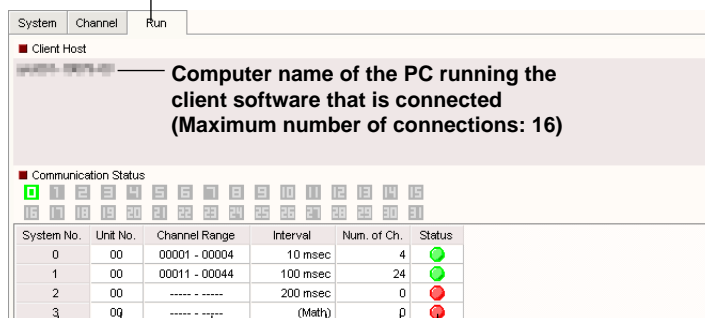 System Channel Run
Client Host
Computer name of the PC running the
client software that is connected
(Maximum number of connections: 16)
Communication Status
0 1 2 3 4 5 6 7 8 9 10 11 12 13 14 15
16 17 18 19 20 21 22 23 24 25 26 27 28 29 30 31
System No. Unit No. Channel Range Interval Num. of Ch. Status
0 00 00001 - 00004 10 msec 4
1 00 00011 - 00044 100 msec 24
2 00 ----- - ----- 200 msec 0
3 00 ----- - ----- (Math) 0